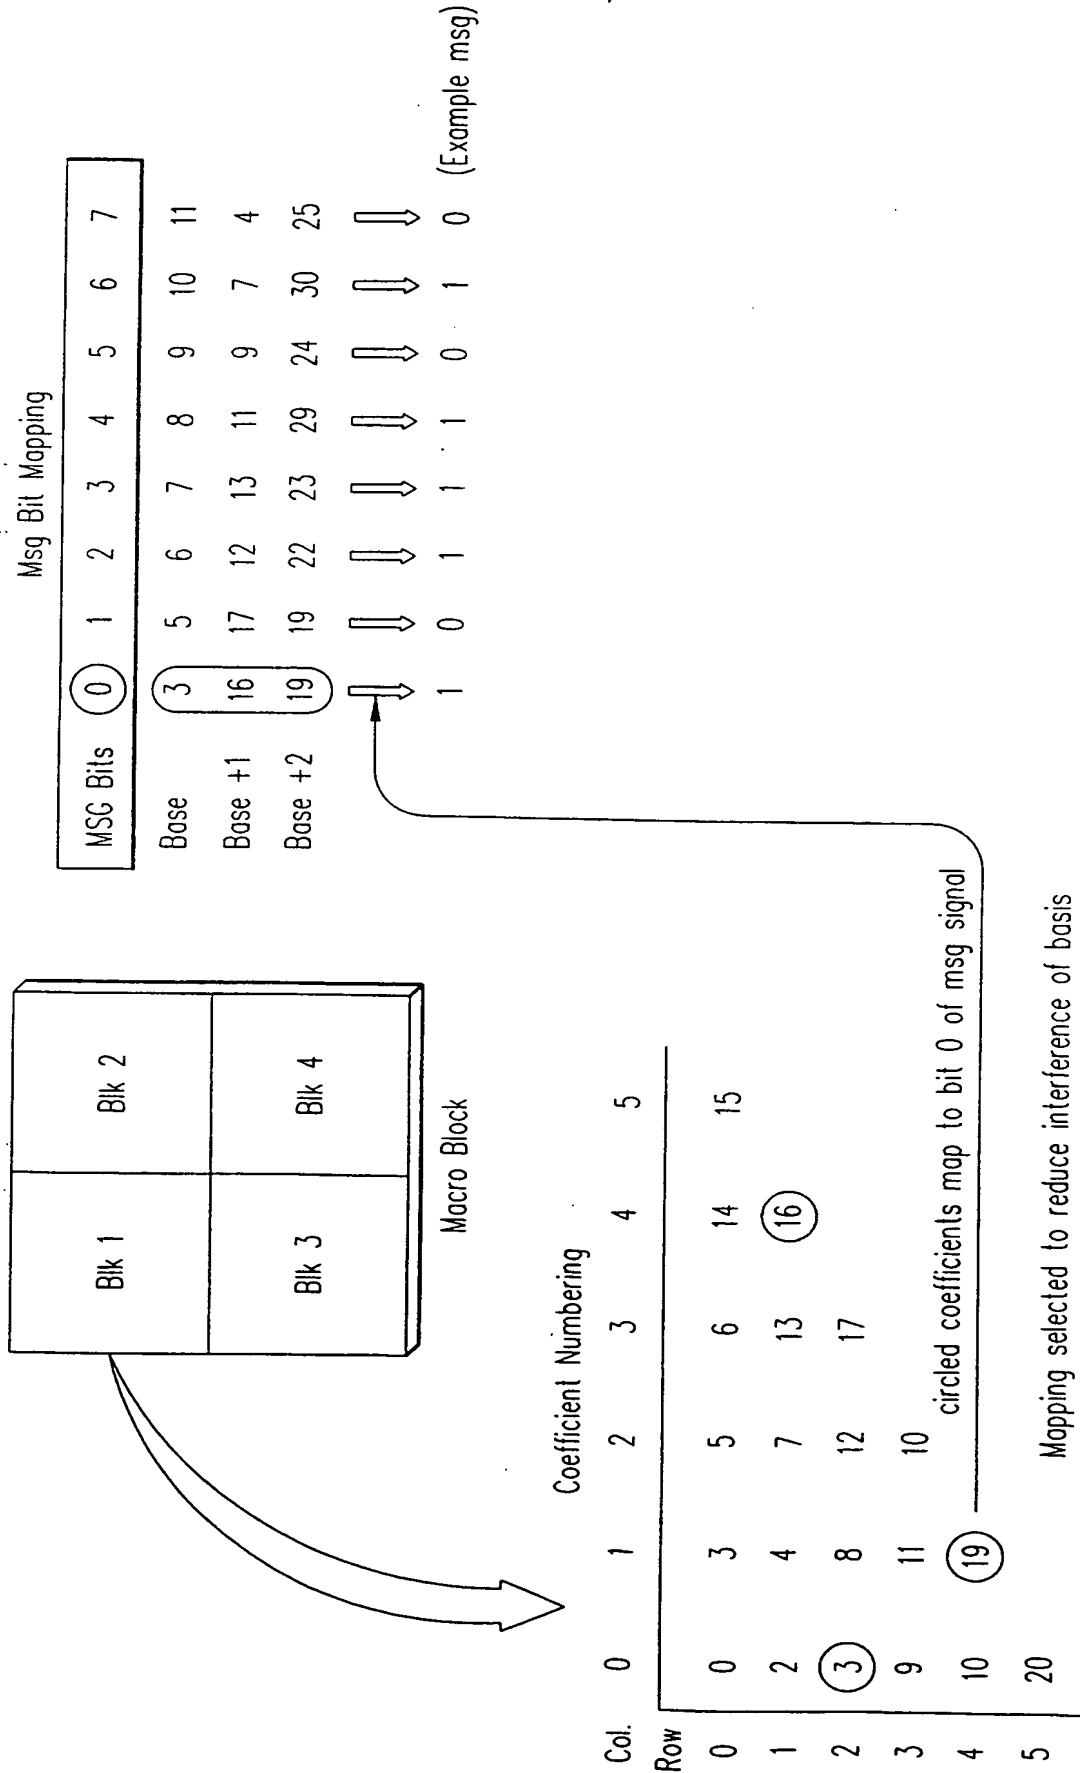 Blk 1 Blk 2
Blk 3 Blk 4
Macro Block
Msg Bit Mapping
MSG Bits 0 1 2 3 4 5 6 7
Base 3 5 6 7 8 9 10 11
Base +1 16 17 12 13 11 9 7 4
Base +2 19 19 22 23 29 24 30 25
1 0 1 1 1 0 1 0 (Example msg)
Coefficient Numbering
Col. 0 1 2 3 4 5
Row
0 0 3 5 6 14 15
1 2 4 7 13 16
2 3 8 12 17
3 9 11 10
4 10 19
5 20
circled coefficients map to bit 0 of msg signal
Mapping selected to reduce interference of basis